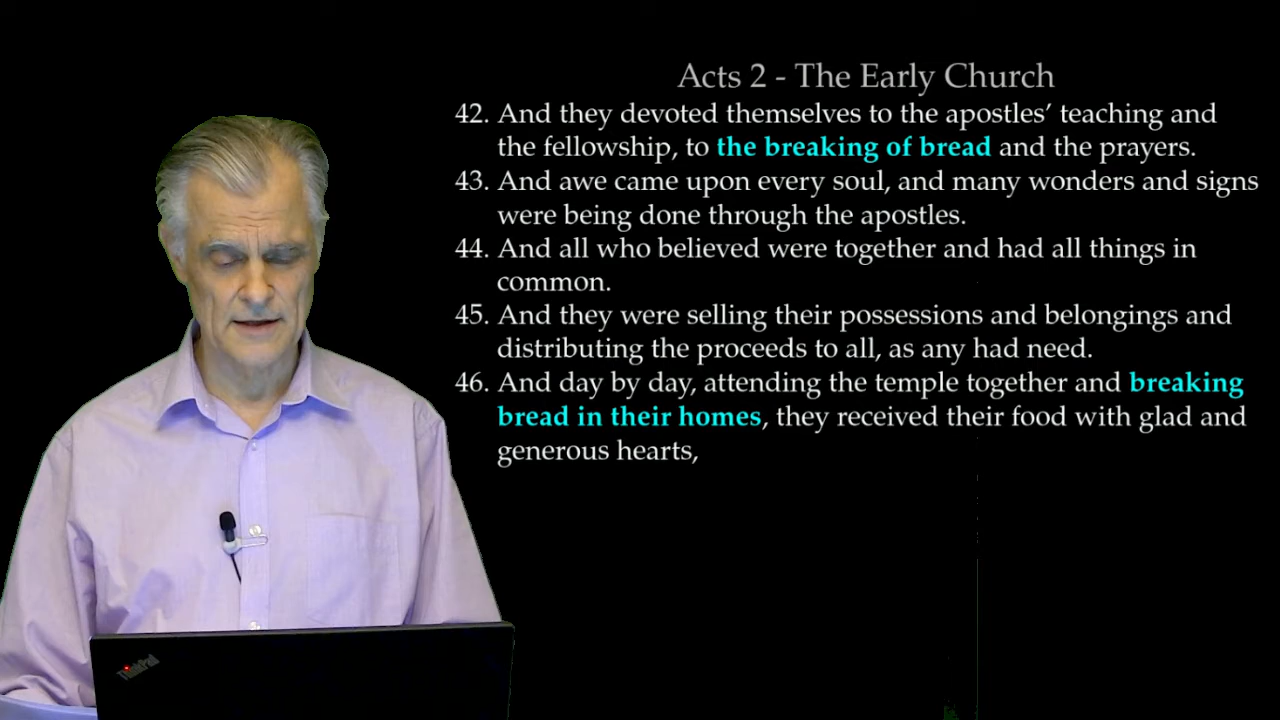 Acts 2 - The Early Church
42. And they devoted themselves to the apostles’ teaching and
the fellowship, to the breaking of bread and the prayers.
43. And awe came upon every soul, and many wonders and signs
were being done through the apostles.
44. And all who believed were together and had all things in
common.
45. And they were selling their possessions and belongings and
distributing the proceeds to all, as any had need.
46. And day by day, attending the temple together and breaking
bread in their homes, they received their food with glad and
generous hearts,
ThinkPad